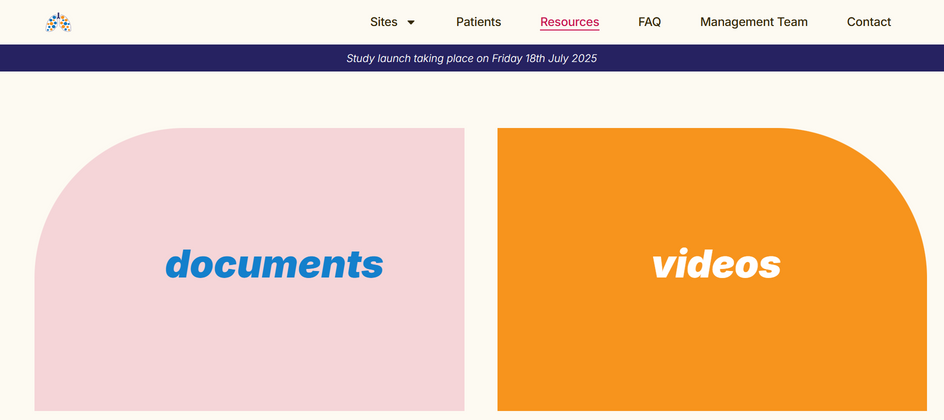 Sites Patients Resources FAQ Management Team Contact
Study launch taking place on Friday 18th July 2025
documents videos